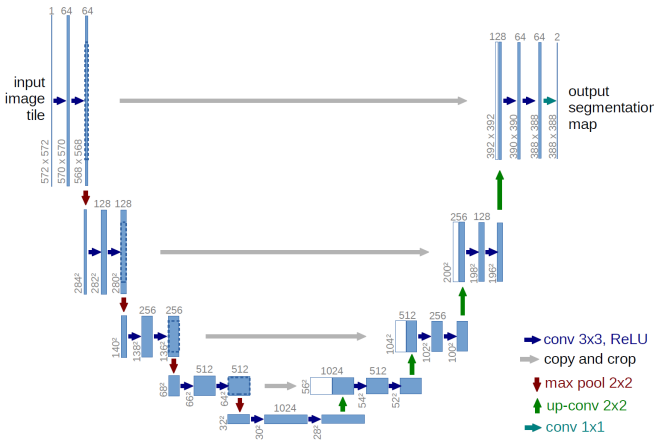 1
64
64
128
64
64
2
input
image
tile
output
segmentation
map
572 x 572
570 x 570
568 x 568
392 x 392
390 x 390
388 x 388
388 x 388
128
128
256
128
284²
282²
280²
200²
198²
196²
256
256
512
256
140²
138²
136²
104²
102²
100²
512
512
1024
512
68²
66²
64²
56²
54²
52²
1024
32²
30²
28²
conv 3x3, ReLU
copy and crop
max pool 2x2
up-conv 2x2
conv 1x1